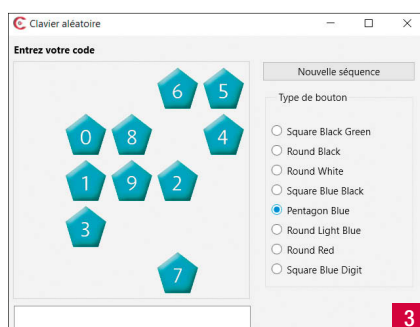 Clavier aléatoire
Entrez votre code
6 5
0 8 4
1 9 2
3
7
Nouvelle séquence
Type de bouton
Square Black Green
Round Black
Round White
Square Blue Black
Pentagon Blue
Round Light Blue
Round Red
Square Blue Digit
3